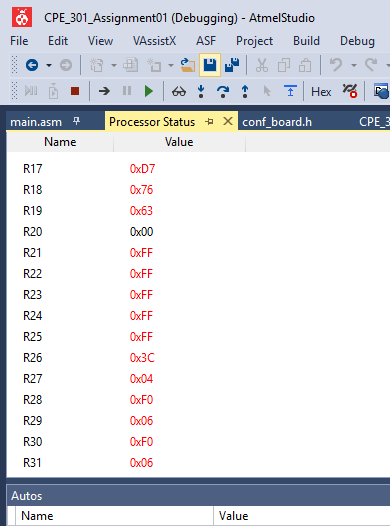 CPE_301_Assignment01 (Debugging) - AtmelStudio
File Edit View VAssistX ASF Project Build Debug
Hex
main.asm Processor Status conf_board.h CPE_3
Name Value
R17 0xD7
R18 0x76
R19 0x63
R20 0x00
R21 0xFF
R22 0xFF
R23 0xFF
R24 0xFF
R25 0xFF
R26 0x3C
R27 0x04
R28 0xF0
R29 0x06
R30 0xF0
R31 0x06
Autos
Name Value